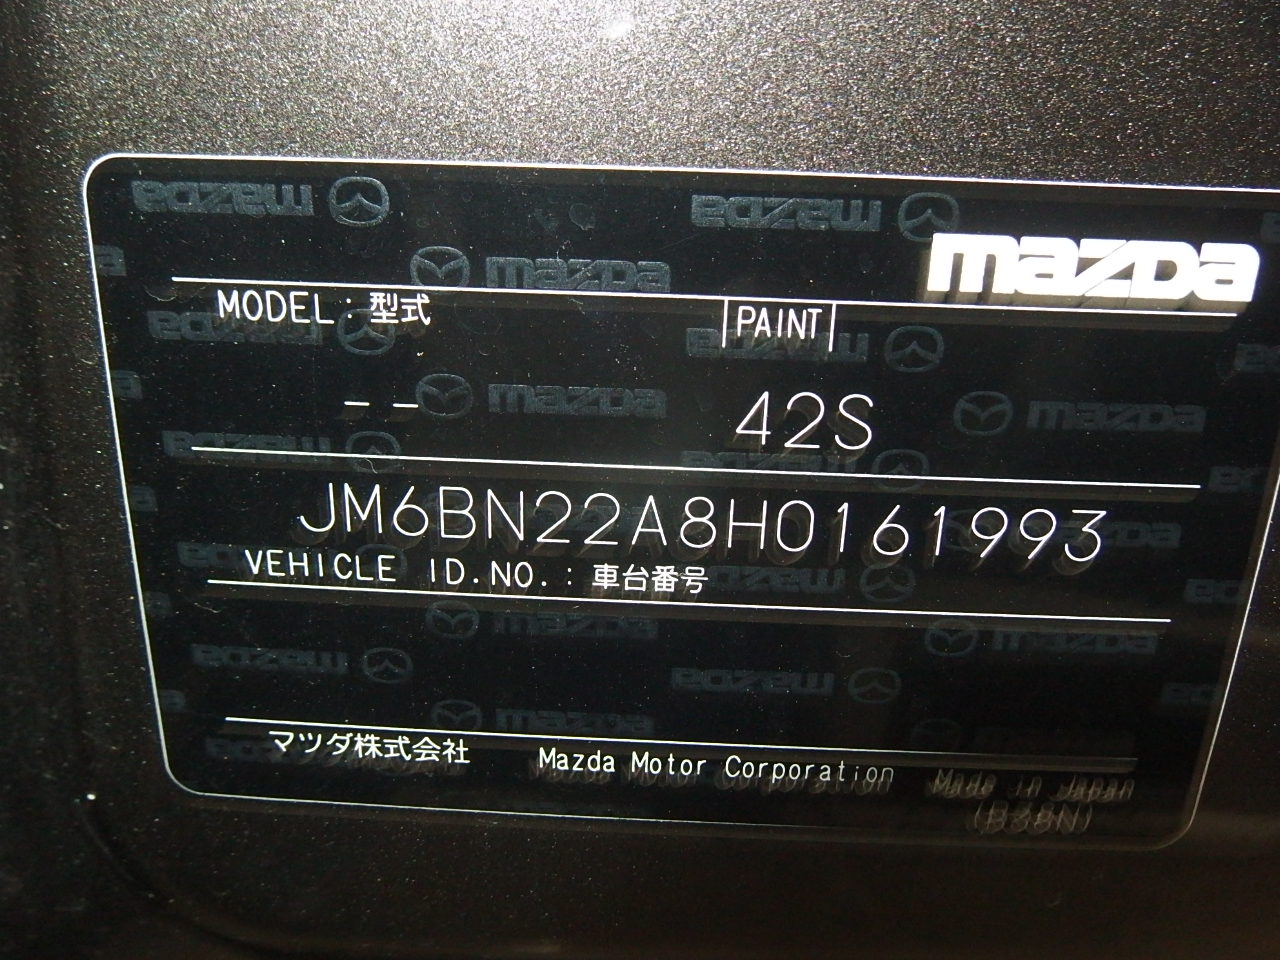 mazda
MODEL : 型式 PAINT
-- 42S
JM6BN22A8H0161993
VEHICLE ID.NO. : 車台番号
マツダ株式会社 Mazda Motor Corporation Made in Japan
(B38N)